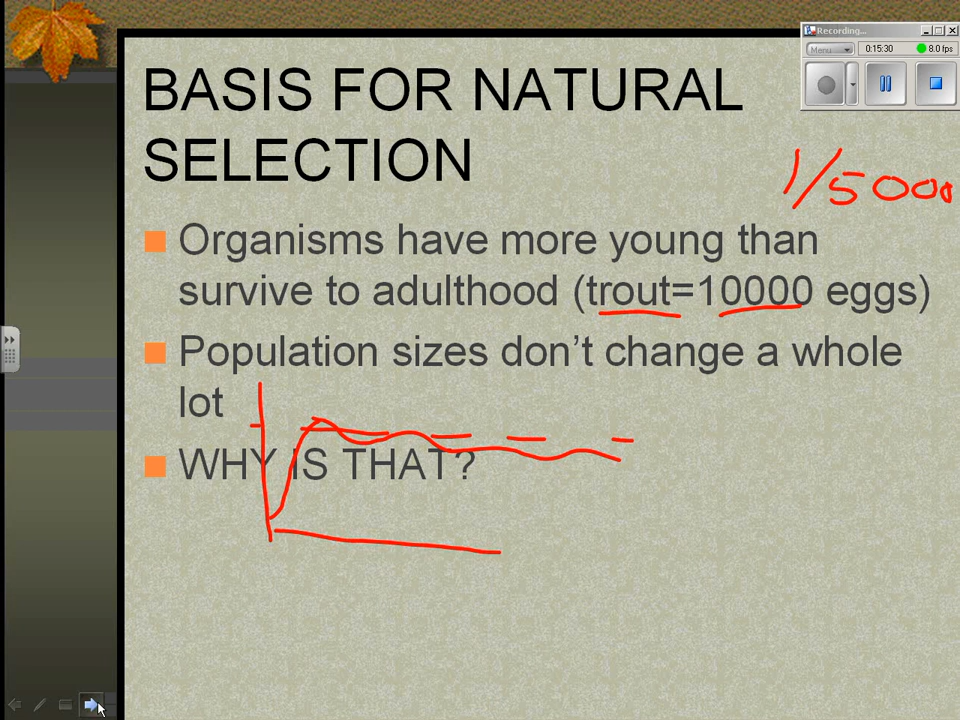 Recording...
Menu
0:15:30
8.0 fps
BASIS FOR NATURAL
SELECTION
1/5000
Organisms have more young than
survive to adulthood (trout=10000 eggs)
Population sizes don’t change a whole
lot
WHY IS THAT?